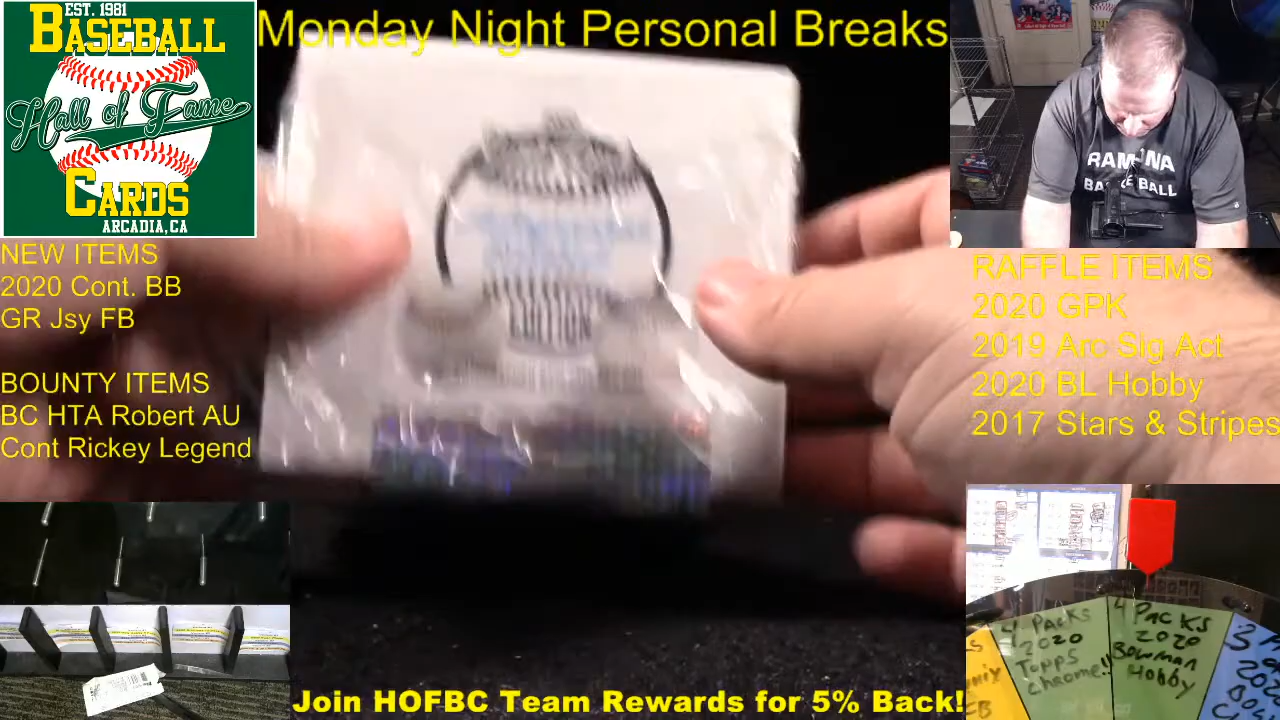 EST. 1981
BASEBALL
Hall of Fame
CARDS
ARCADIA, CA
Monday Night Personal Breaks
NEW ITEMS
2020 Cont. BB
GR Jsy FB
BOUNTY ITEMS
BC HTA Robert AU
Cont Rickey Legend
RAFFLE ITEMS
2020 GPK
2019 Arc Sig Act
2020 BL Hobby
2017 Stars & Stripes
4 PACKS
2020
TOPPS
Chrome!!
4 PACKS
2020
Bowman
Hobby
Join HOFBC Team Rewards for 5% Back!